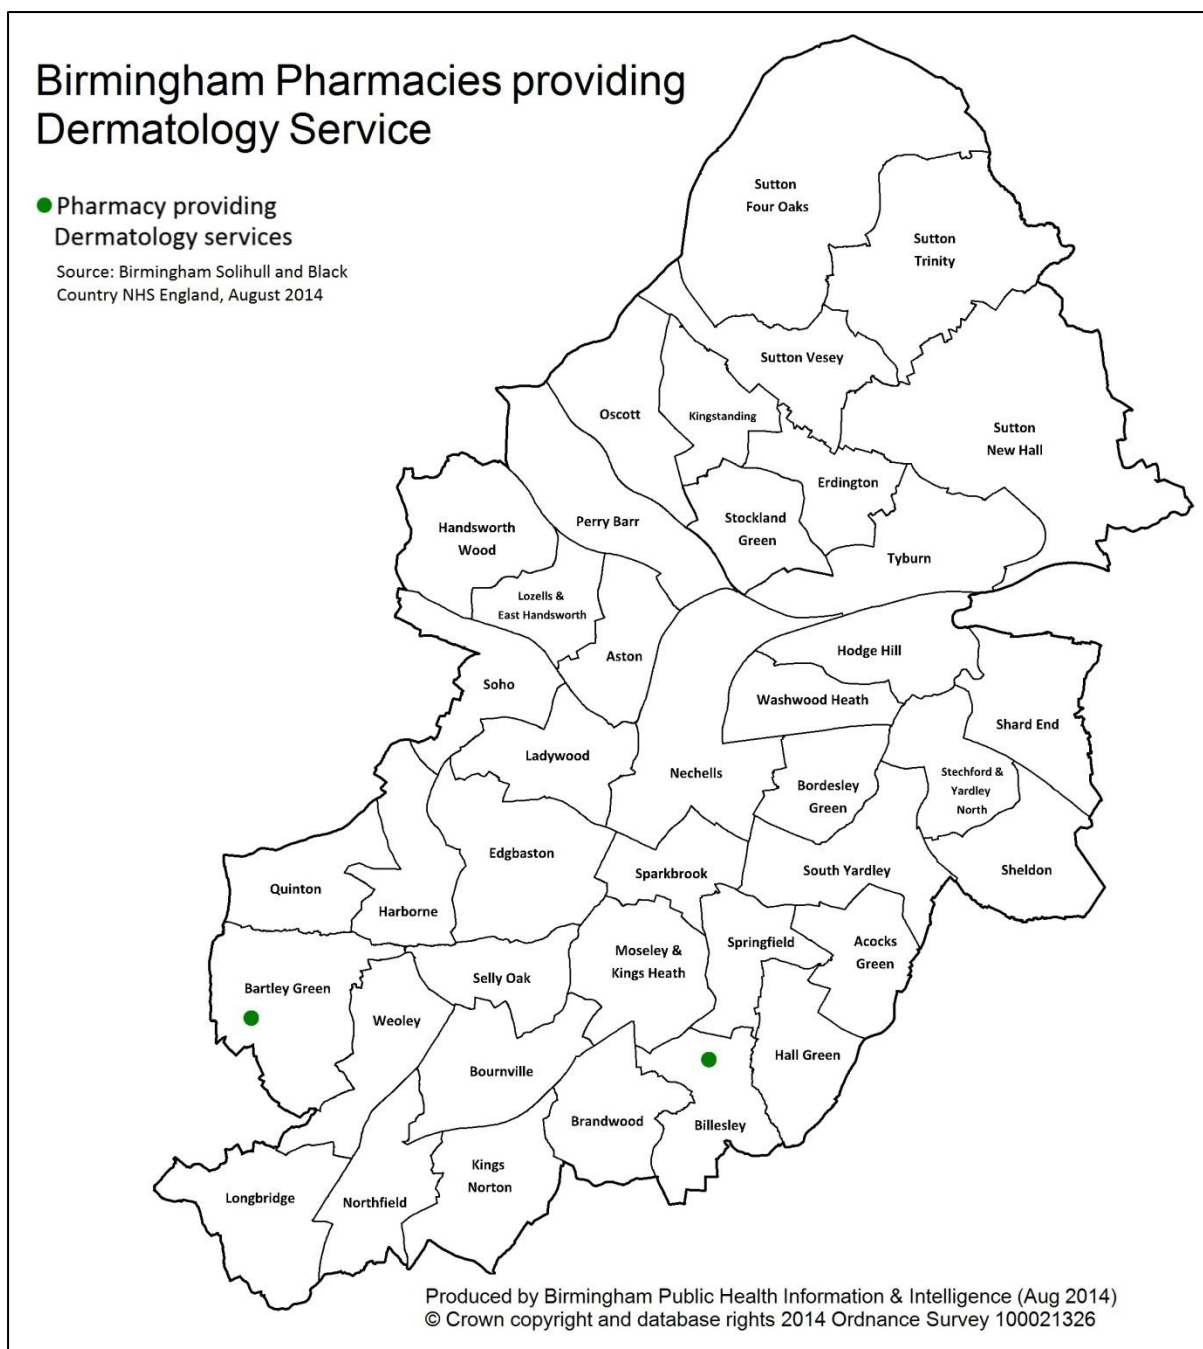 Birmingham Pharmacies providing
Dermatology Service
Pharmacy providing
Dermatology services
Source: Birmingham Solihull and Black
Country NHS England, August 2014
Sutton
Four Oaks
Sutton
Trinity
Sutton Vesey
Oscott
Kingstanding
Sutton
New Hall
Erdington
Stockland
Green
Perry Barr
Handsworth
Wood
Tyburn
Lozells &
East Handsworth
Aston
Hodge Hill
Soho
Washwood Heath
Shard End
Ladywood
Nechells
Bordesley
Green
Stechford &
Yardley
North
Edgbaston
Sparkbrook
South Yardley
Sheldon
Quinton
Harborne
Springfield
Acocks
Green
Moseley &
Kings Heath
Selly Oak
Bartley Green
Weoley
Hall Green
Bournville
Brandwood
Billesley
Kings
Norton
Longbridge
Northfield
Produced by Birmingham Public Health Information & Intelligence (Aug 2014)
© Crown copyright and database rights 2014 Ordnance Survey 100021326